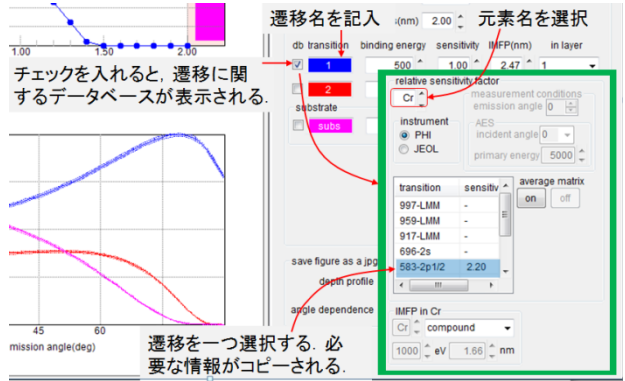 遷移名を記入
(nm) 2.00
元素名を選択
db transition binding energy sensitivity IMFP(nm) in layer
1 500 1.00 2.47 1
2
substrate
subs
1.00 1.20 1.40 1.60 1.80 2.00
チェックを入れると, 遷移に関
するデータベースが表示される.
relative sensitivity factor
Cr
measurement conditions
emission angle 0
instrument
PHI
JEOL
AES
incident angle 0
primary energy 5000
transition sensitiv
997-LMM -
959-LMM -
917-LMM -
696-2s -
583-2p1/2 2.20
average matrix
on off
save figure as a jpg
depth profile
angle dependence
IMFP in Cr
Cr compound
1000 eV 1.66 nm
45 60
mission angle(deg)
遷移を一つ選択する. 必
要な情報がコピーされる.